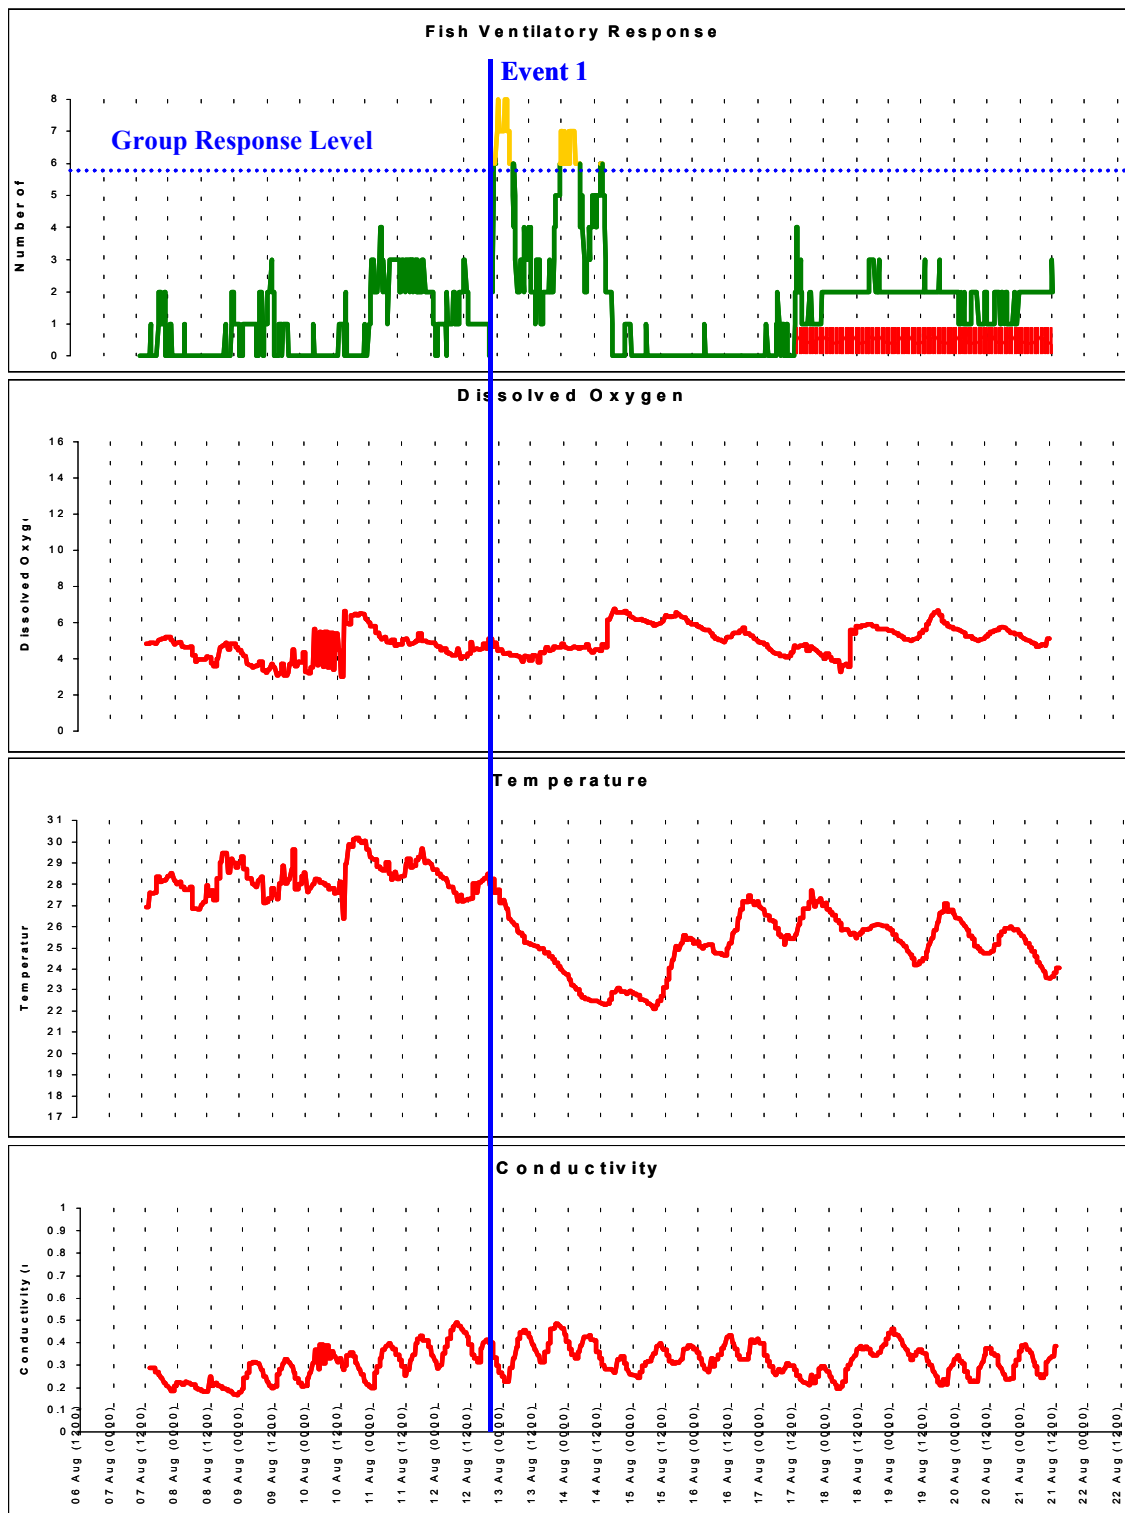 Fish Ventilatory Response
Event 1
Group Response Level
Number of
8
7
6
5
4
3
2
1
0
Dissolved Oxygen
Dissolved Oxyg
16
14
12
10
8
6
4
2
0
Temperature
Temperatur
31
30
29
28
27
26
25
24
23
22
21
20
19
18
17
Conductivity
Conductivity (
1
0.9
0.8
0.7
0.6
0.5
0.4
0.3
0.2
0.1
0
06 Aug (1200)
07 Aug (0000)
07 Aug (1200)
08 Aug (0000)
08 Aug (1200)
09 Aug (0000)
09 Aug (1200)
10 Aug (0000)
10 Aug (1200)
11 Aug (0000)
11 Aug (1200)
12 Aug (0000)
12 Aug (1200)
13 Aug (0000)
13 Aug (1200)
14 Aug (0000)
14 Aug (1200)
15 Aug (0000)
15 Aug (1200)
16 Aug (0000)
16 Aug (1200)
17 Aug (0000)
17 Aug (1200)
18 Aug (0000)
18 Aug (1200)
19 Aug (0000)
19 Aug (1200)
20 Aug (0000)
20 Aug (1200)
21 Aug (0000)
21 Aug (1200)
22 Aug (0000)
22 Aug (1200)